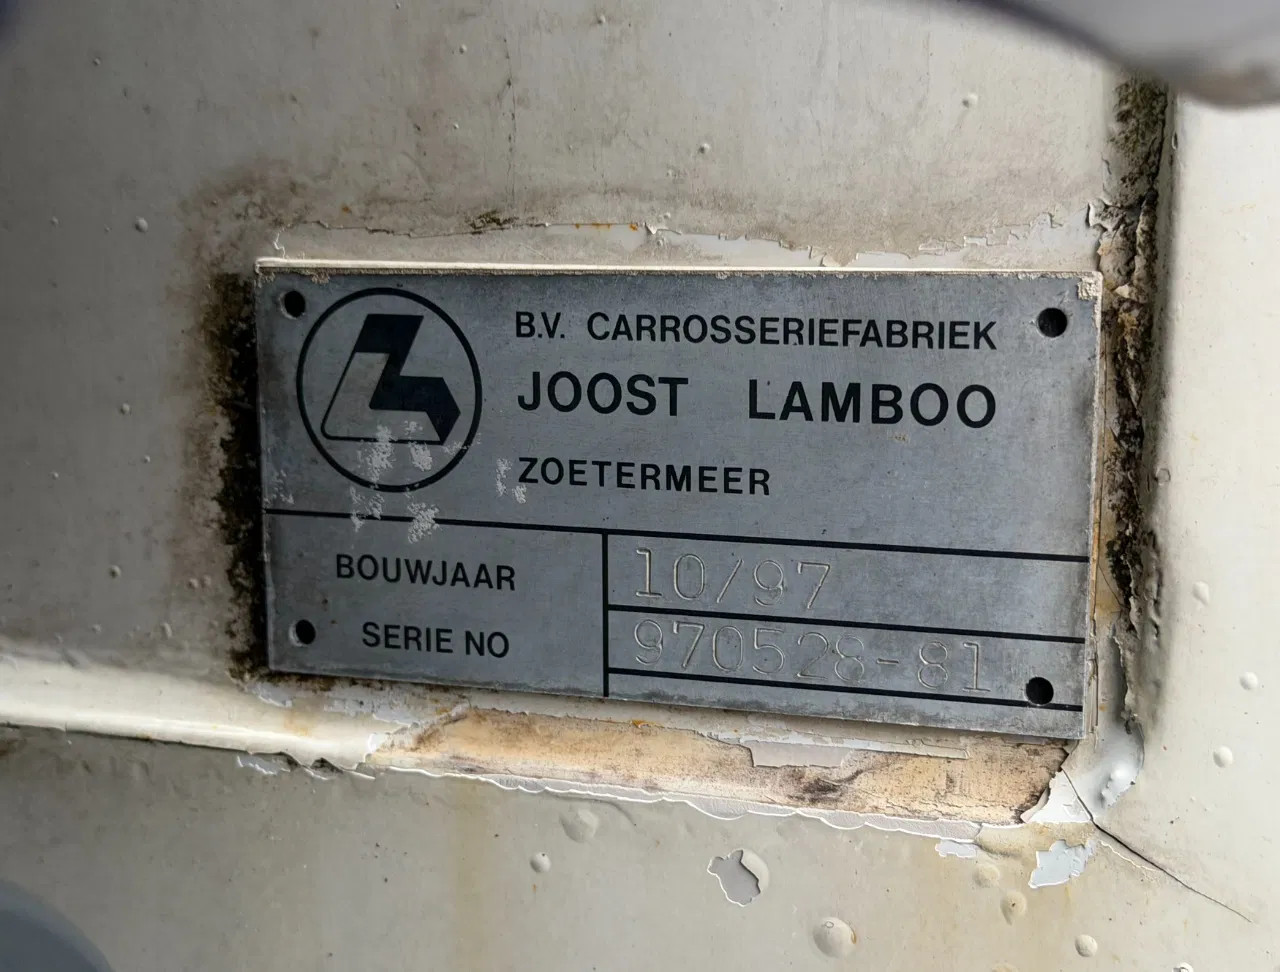 B.V. CARROSSERIEFABRIEK
JOOST LAMBOO
ZOETERMEER
BOUWJAAR 10/97
SERIE NO 970528-81